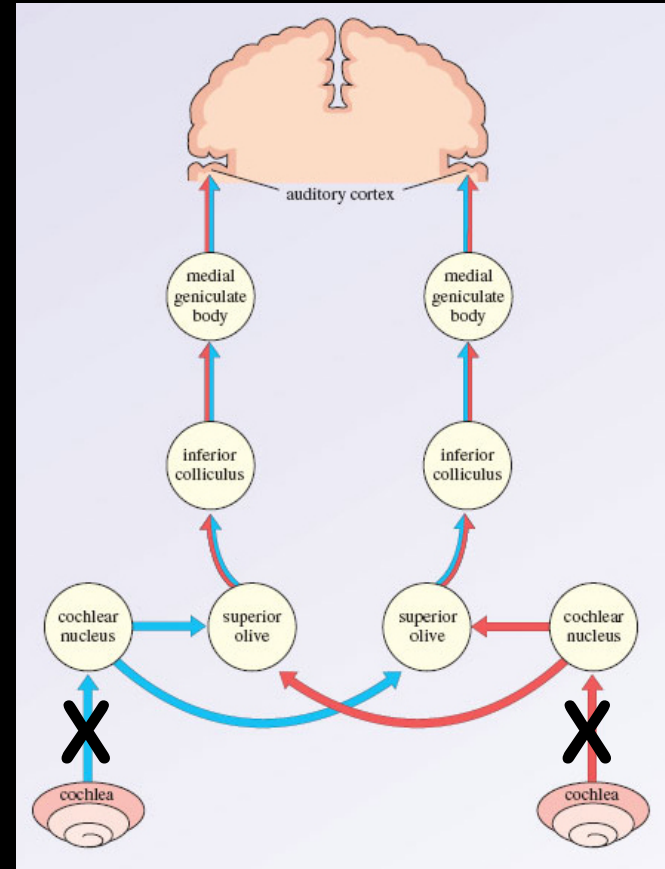 auditory cortex
medial
geniculate
body
medial
geniculate
body
inferior
colliculus
inferior
colliculus
cochlear
nucleus
superior
olive
superior
olive
cochlear
nucleus
X
X
cochlea
cochlea